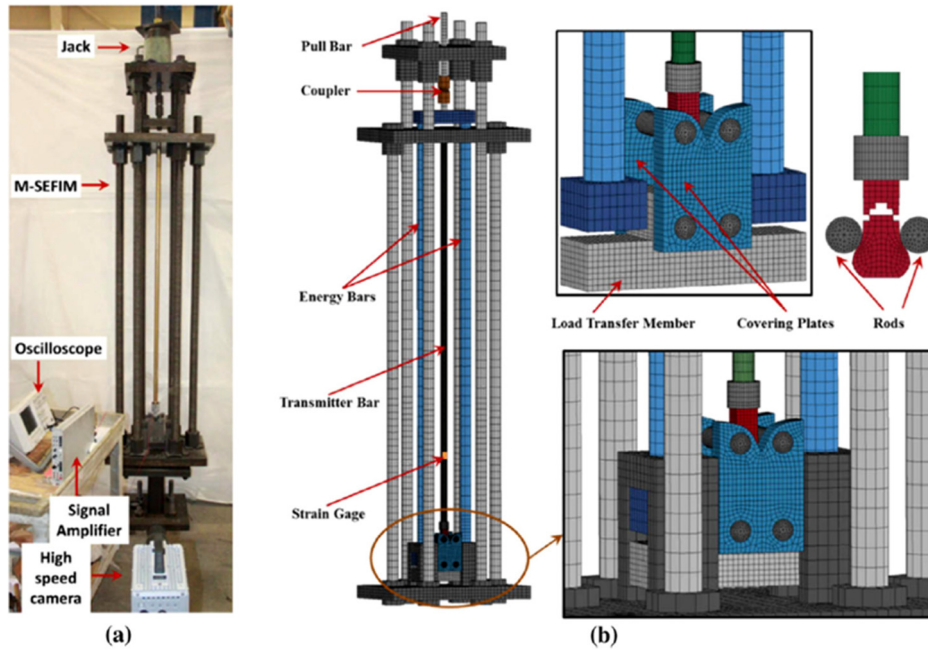 Jack
M-SEFIM
Oscilloscope
Signal
Amplifier
High
speed
camera
(a)
Pull Bar
Coupler
Energy Bars
Transmitter Bar
Strain Gage
Load Transfer Member
Covering Plates
Rods
(b)